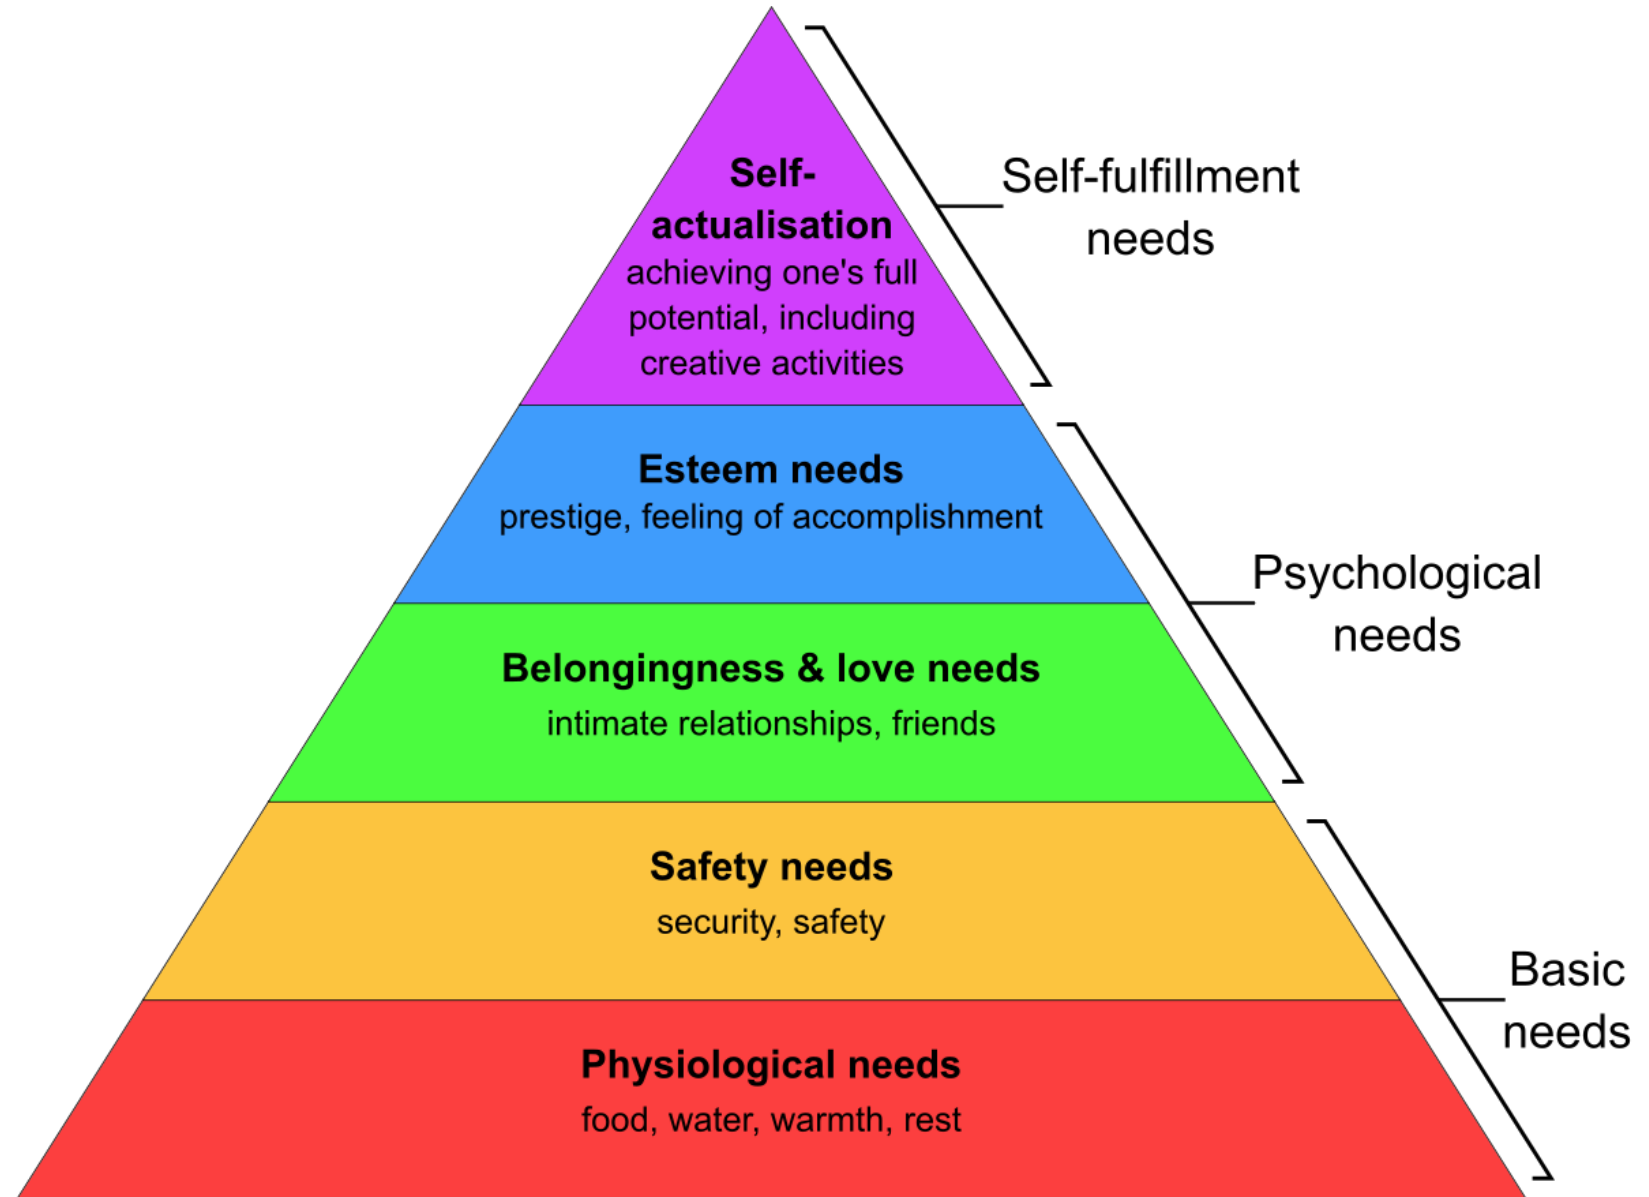 Self-
actualisation
achieving one's full
potential, including
creative activities
Self-fulfillment
needs
Esteem needs
prestige, feeling of accomplishment
Belongingness & love needs
intimate relationships, friends
Psychological
needs
Safety needs
security, safety
Physiological needs
food, water, warmth, rest
Basic
needs